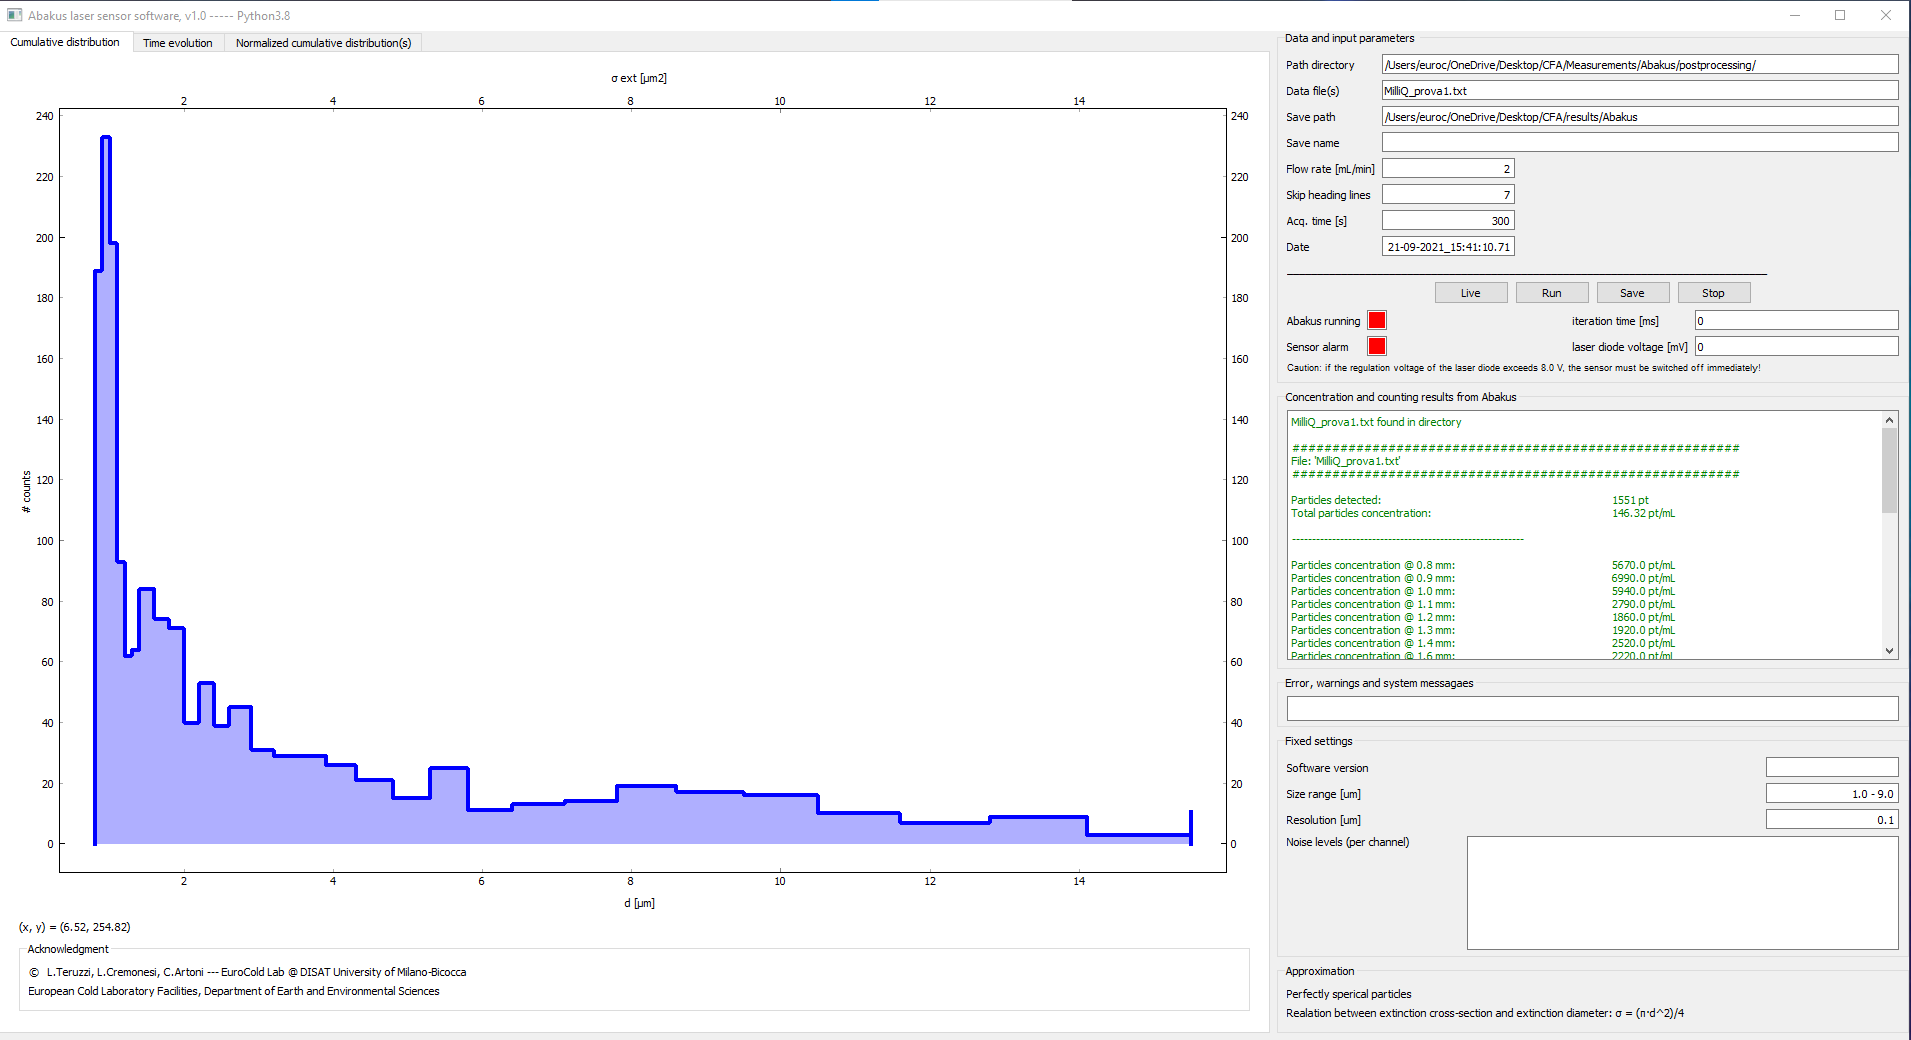 Abakus laser sensor software, v1.0 ----- Python3.8
Cumulative distribution
Time evolution
Normalized cumulative distribution(s)
σ ext [µm2]
2 4 6 8 10 12 14
240 240
220 220
200 200
180 180
160 160
140 140
120 120
100 100
80 80
60 60
40 40
20 20
0 0
# counts
2 4 6 8 10 12 14
d [µm]
(x, y) = (6.52, 254.82)
Acknowledgment
© L.Teruzzi, L.Cremonesi, C.Artoni --- EuroCold Lab @ DISAT University of Milano-Bicocca
European Cold Laboratory Facilities, Department of Earth and Environmental Sciences
Data and input parameters
Path directory /Users/euroc/OneDrive/Desktop/CFA/Measurements/Abakus/postprocessing/
Data file(s) MilliQ_prova1.txt
Save path /Users/euroc/OneDrive/Desktop/CFA/results/Abakus
Save name
Flow rate [mL/min] 2
Skip heading lines 7
Acq. time [s] 300
Date 21-09-2021_15:41:10.71
Live Run Save Stop
Abakus running iteration time [ms] 0
Sensor alarm laser diode voltage [mV] 0
Caution: if the regulation voltage of the laser diode exceeds 8.0 V, the sensor must be switched off immediately!
Concentration and counting results from Abakus
MilliQ_prova1.txt found in directory
########################################################
File: 'MilliQ_prova1.txt'
########################################################
Particles detected: 1551 pt
Total particles concentration: 146.32 pt/mL
----------------------------------------------------------
Particles concentration @ 0.8 mm: 5670.0 pt/mL
Particles concentration @ 0.9 mm: 6990.0 pt/mL
Particles concentration @ 1.0 mm: 5940.0 pt/mL
Particles concentration @ 1.1 mm: 2790.0 pt/mL
Particles concentration @ 1.2 mm: 1860.0 pt/mL
Particles concentration @ 1.3 mm: 1920.0 pt/mL
Particles concentration @ 1.4 mm: 2520.0 pt/mL
Particles concentration @ 1.6 mm: 2220.0 pt/mL
Error, warnings and system messagaes
Fixed settings
Software version
Size range [um] 1.0 - 9.0
Resolution [um] 0.1
Noise levels (per channel)
Approximation
Perfectly sperical particles
Realation between extinction cross-section and extinction diameter: σ = (π·d^2)/4